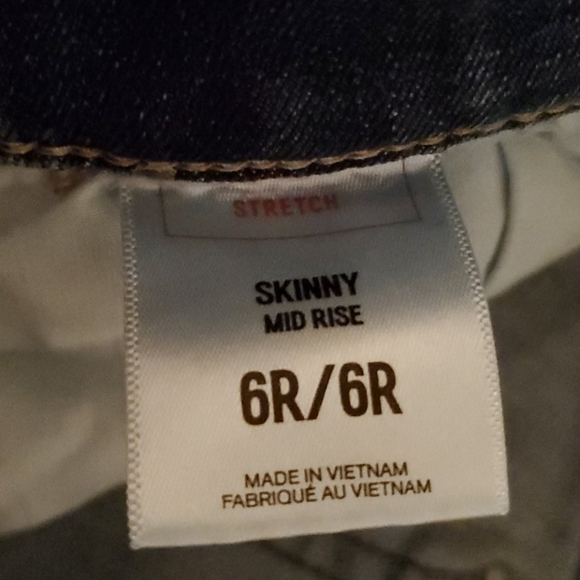 STRETCH
SKINNY
MID RISE
6R/6R
MADE IN VIETNAM
FABRIQUÉ AU VIETNAM